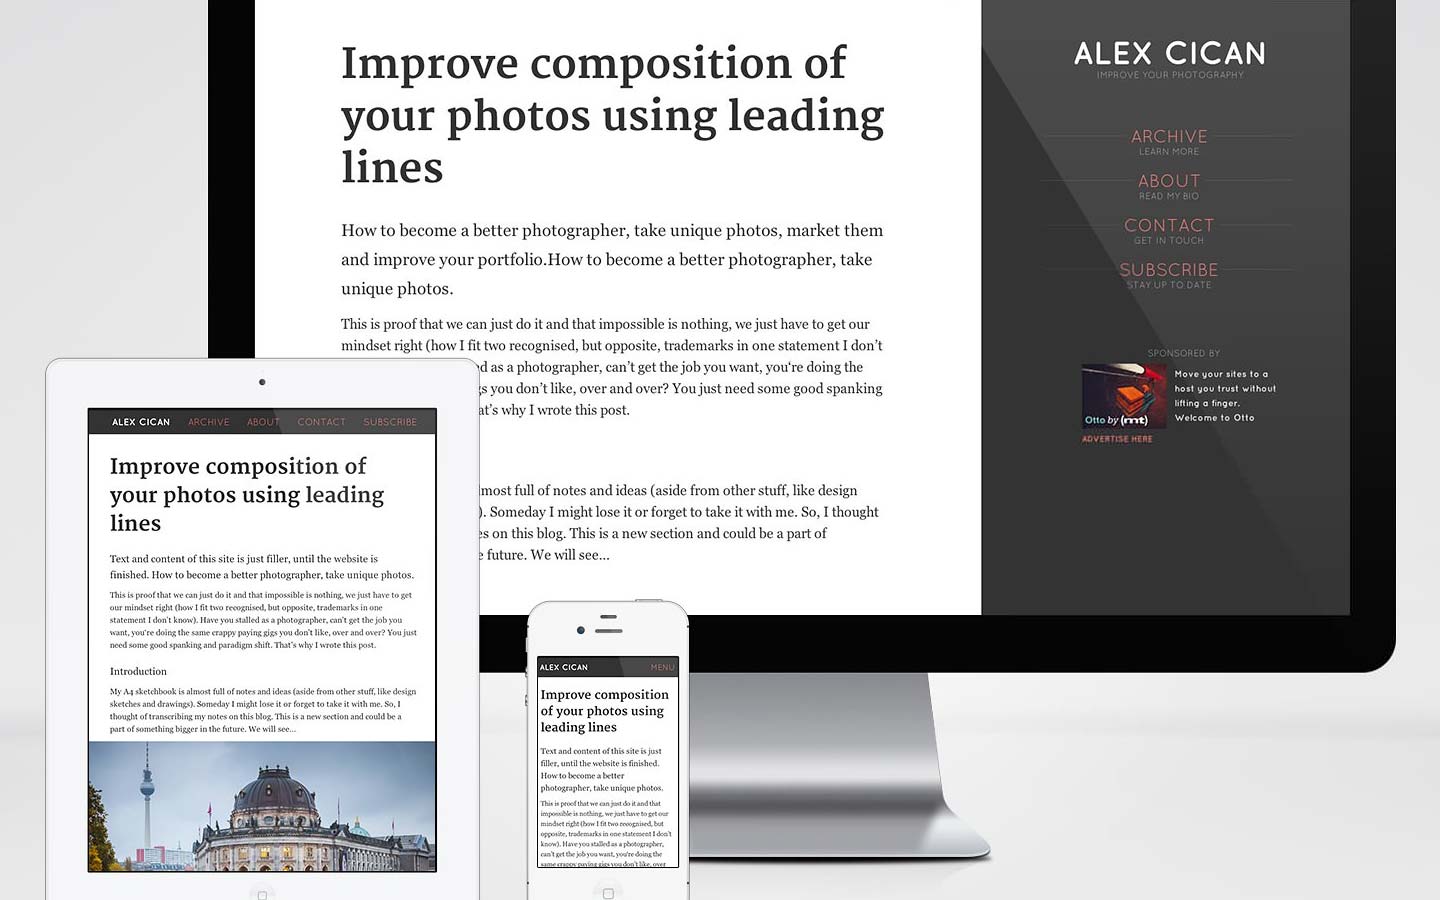 Improve composition of
your photos using leading
lines
How to become a better photographer, take unique photos, market them
and improve your portfolio.How to become a better photographer, take
unique photos.
This is proof that we can just do it and that impossible is nothing, we just have to get our
mindset right (how I fit two recognised, but opposite, trademarks in one statement I don't
d as a photographer, can't get the job you want, you're doing the
gs you don't like, over and over? You just need some good spanking
at's why I wrote this post.
lmost full of notes and ideas (aside from other stuff, like design
). Someday I might lose it or forget to take it with me. So, I thought
es on this blog. This is a new section and could be a part of
e future. We will see...
ALEX CICAN
IMPROVE YOUR PHOTOGRAPHY
ARCHIVE
LEARN MORE
ABOUT
READ MY BIO
CONTACT
GET IN TOUCH
SUBSCRIBE
STAY UP TO DATE
SPONSORED BY
Otto by (mt)
Move your sites to a
host you trust without
lifting a finger.
Welcome to Otto
ADVERTISE HERE
ALEX CICAN ARCHIVE ABOUT CONTACT SUBSCRIBE
Improve composition of
your photos using leading
lines
Text and content of this site is just filler, until the website is
finished. How to become a better photographer, take unique photos.
This is proof that we can just do it and that impossible is nothing, we just have to get
our mindset right (how I fit two recognised, but opposite, trademarks in one
statement I don't know). Have you stalled as a photographer, can't get the job you
want, you're doing the same crappy paying gigs you don't like, over and over? You just
need some good spanking and paradigm shift. That's why I wrote this post.
Introduction
My A4 sketchbook is almost full of notes and ideas (aside from other stuff, like design
sketches and drawings). Someday I might lose it or forget to take it with me. So, I
thought of transcribing my notes on this blog. This is a new section and could be a
part of something bigger in the future. We will see...
ALEX CICAN MENU
Improve composition
of your photos using
leading lines
Text and content of this site is just
filler, until the website is finished.
How to become a better
photographer, take unique photos.
This is proof that we can just do it and that
impossible is nothing, we just have to get our
mindset right (how I fit two recognised, but
opposite, trademarks in one statement I don't
know). Have you stalled as a photographer,
can't get the job you want, you're doing the
same crappy paying gigs you don't like, over